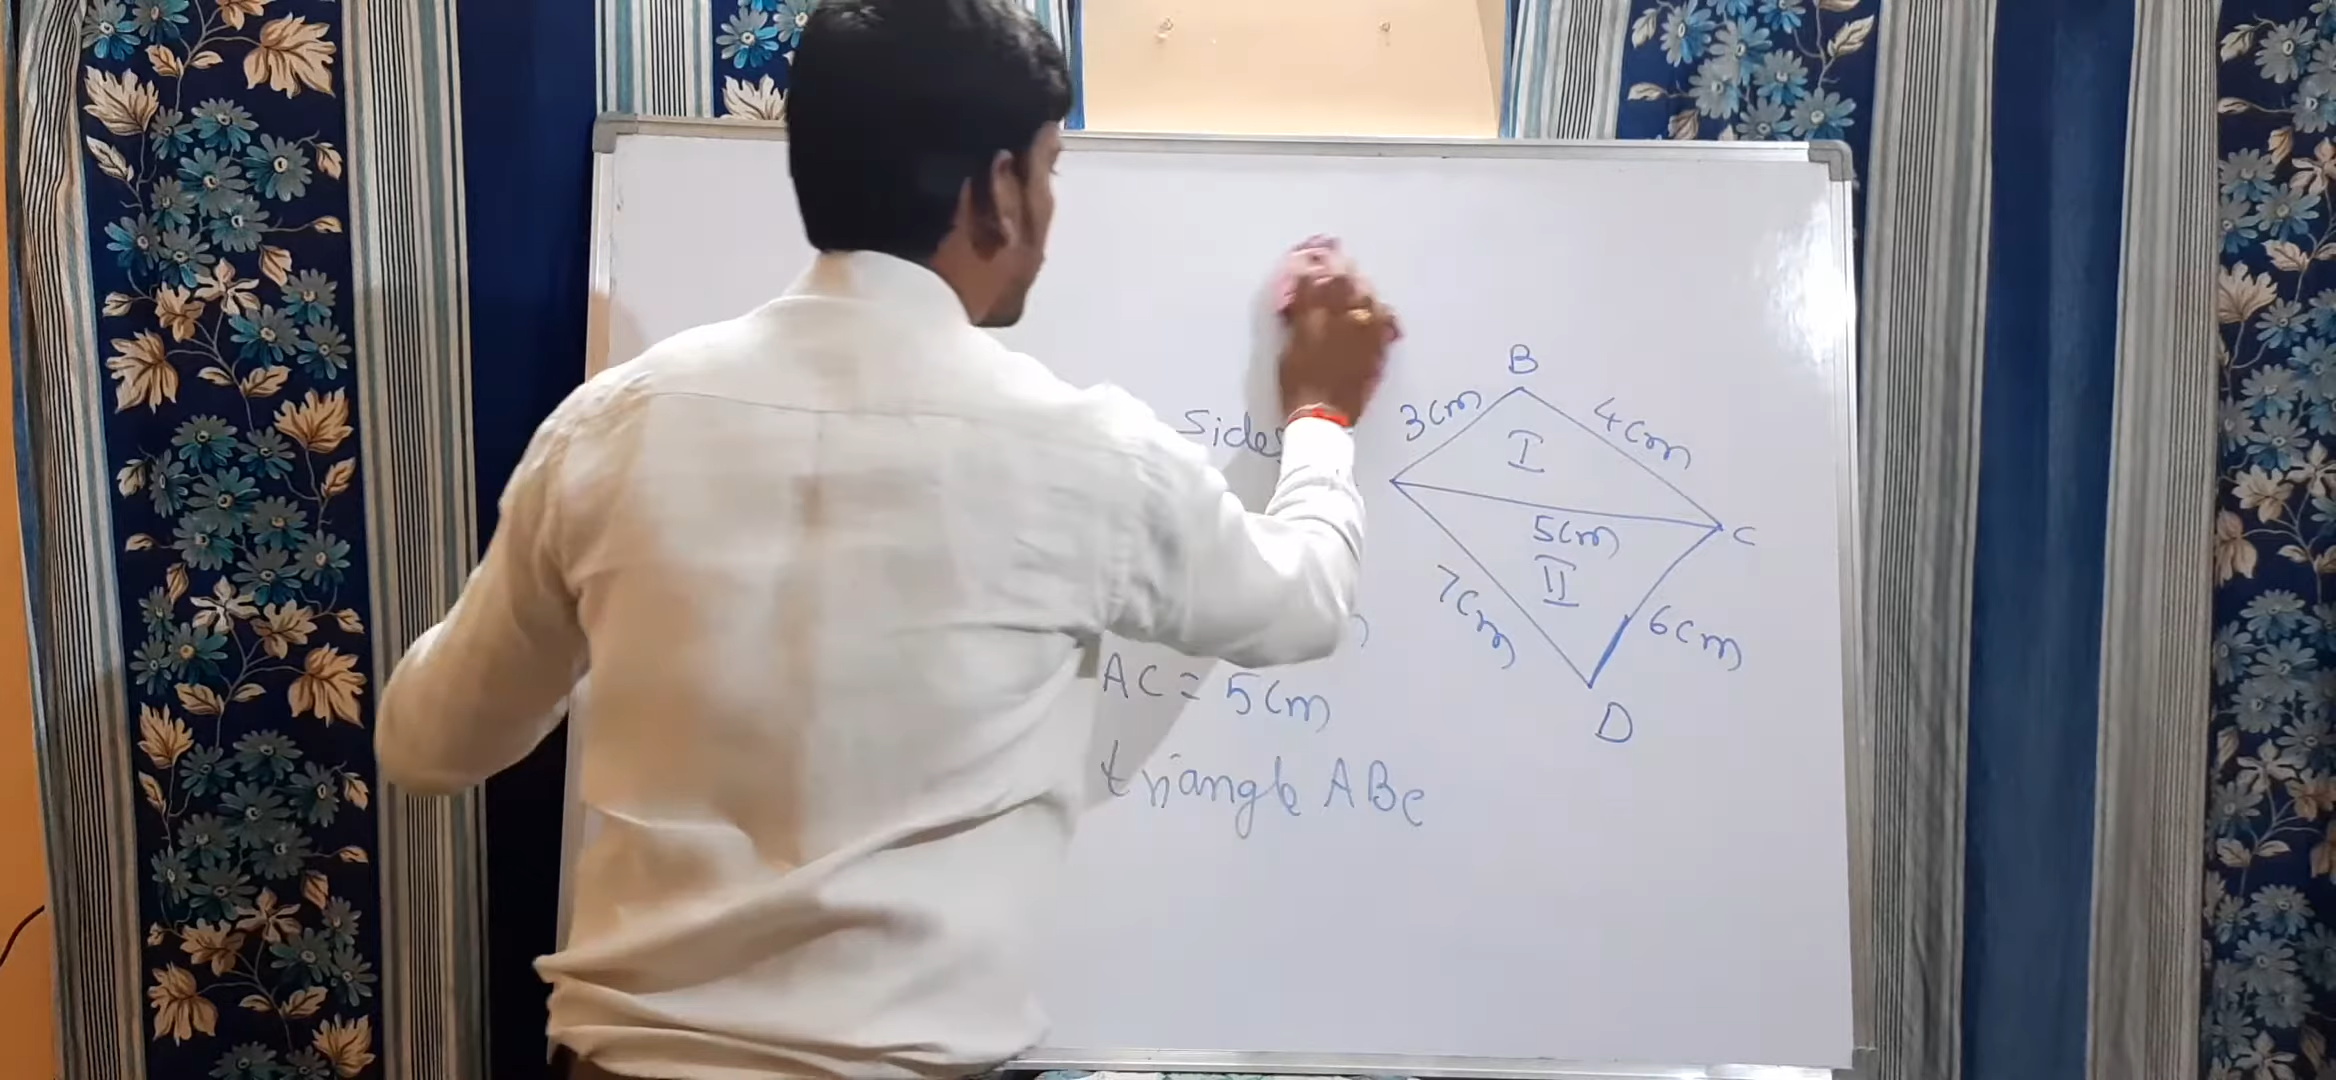 B
3cm
4cm
Sides
I
5cm
C
II
7cm
6cm
AC = 5cm
D
triangle ABC